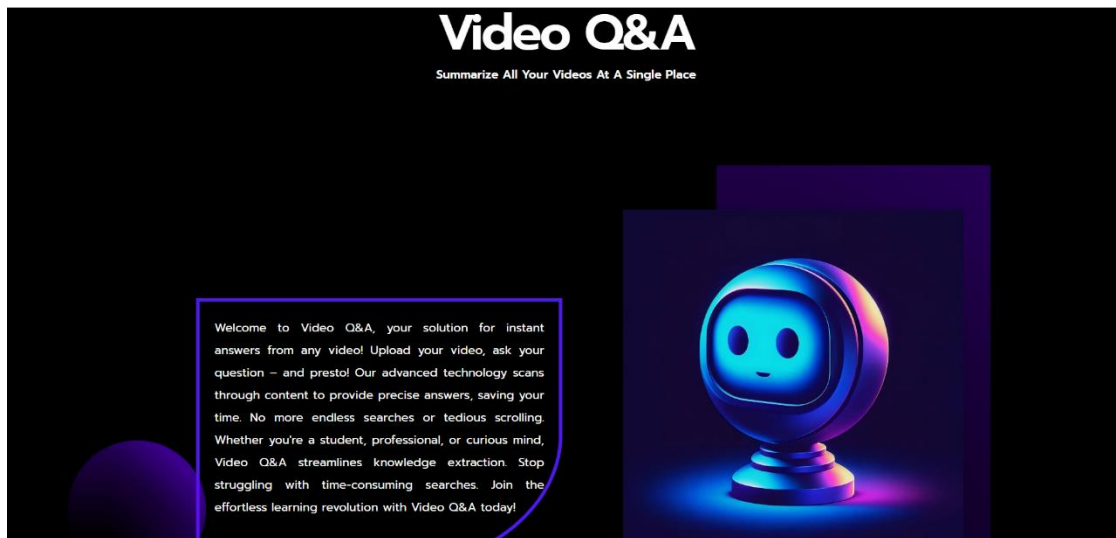 Video Q&A
Summarize All Your Videos At A Single Place
Welcome to Video Q&A, your solution for instant
answers from any video! Upload your video, ask your
question – and presto! Our advanced technology scans
through content to provide precise answers, saving your
time. No more endless searches or tedious scrolling.
Whether you're a student, professional, or curious mind,
Video Q&A streamlines knowledge extraction. Stop
struggling with time-consuming searches. Join the
effortless learning revolution with Video Q&A today!